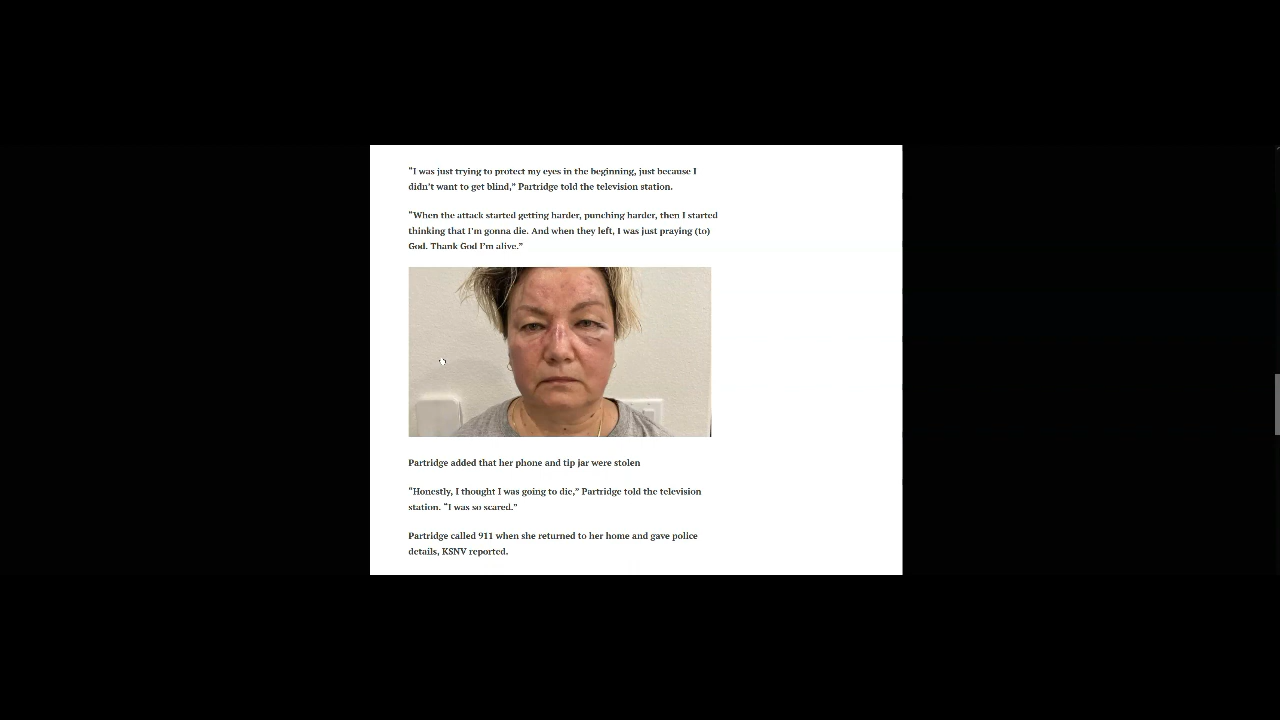 “I was just trying to protect my eyes in the beginning, just because I
didn’t want to get blind,” Partridge told the television station.
“When the attack started getting harder, punching harder, then I started
thinking that I’m gonna die. And when they left, I was just praying (to)
God. Thank God I’m alive.”
Partridge added that her phone and tip jar were stolen
“Honestly, I thought I was going to die,” Partridge told the television
station. “I was so scared.”
Partridge called 911 when she returned to her home and gave police
details, KSNV reported.